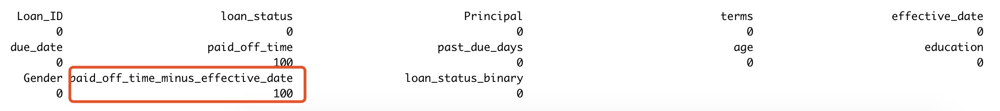 Loan_ID loan_status Principal terms effective_date
0 0 0 0 0
due_date paid_off_time past_due_days age education
0 100 0 0 0
Gender paid_off_time_minus_effective_date loan_status_binary
0 100 0